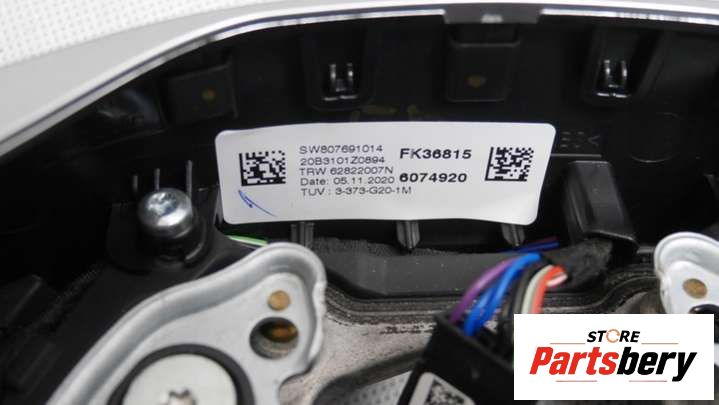 SW807691014
20B3101Z0894
TRW 62822007N
Date: 05.11.2020
TUV : 3-373-G20-1M
FK36815
6074920
STORE
Partsbery